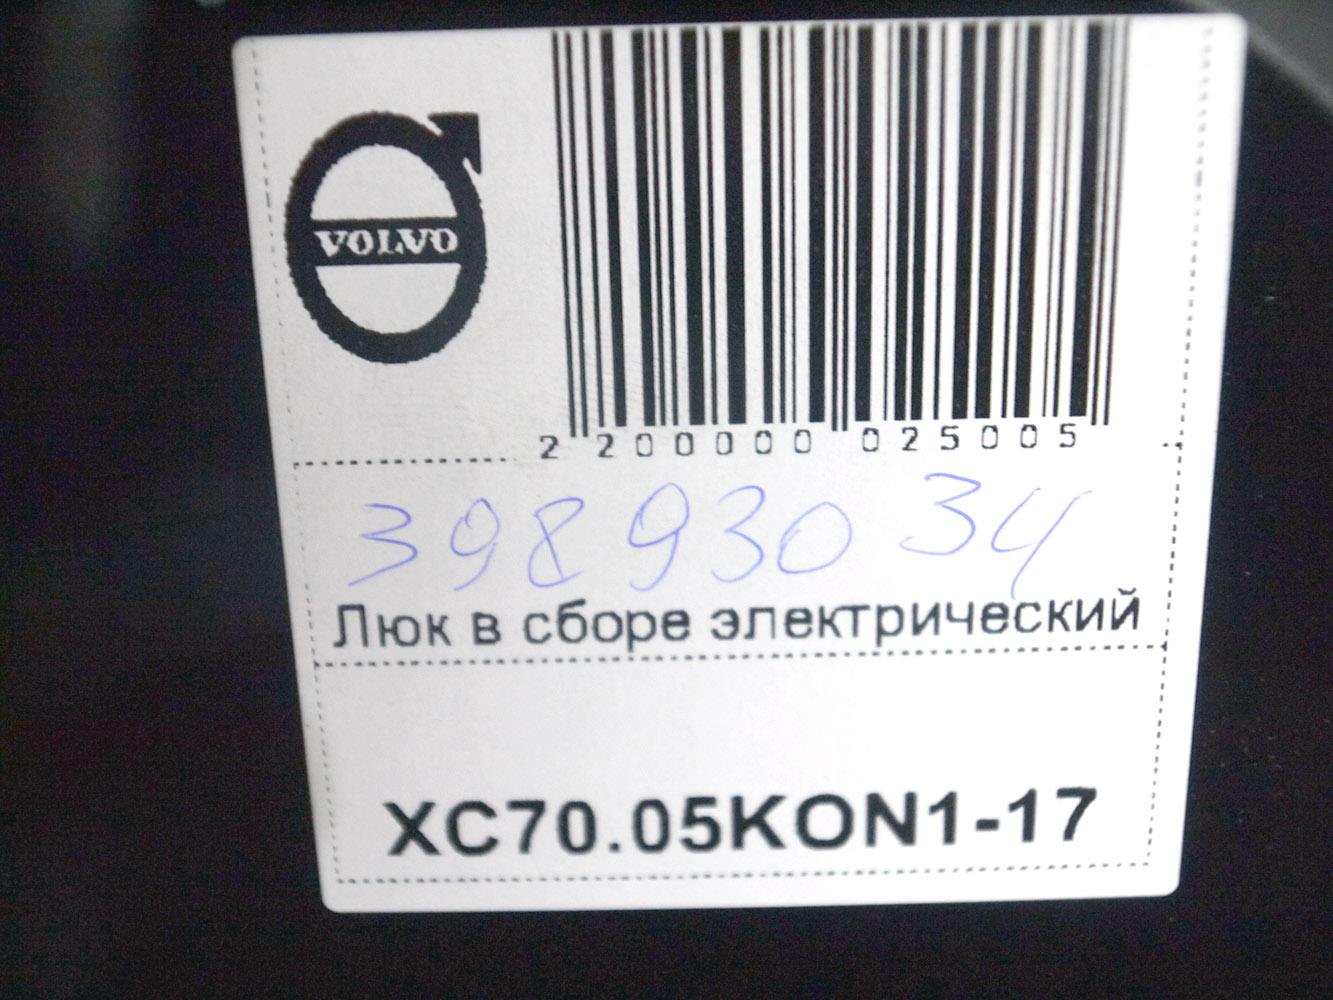 VOLVO
2 200000 025005
39893034
Люк в сборе электрический
XC70.05KON1-17